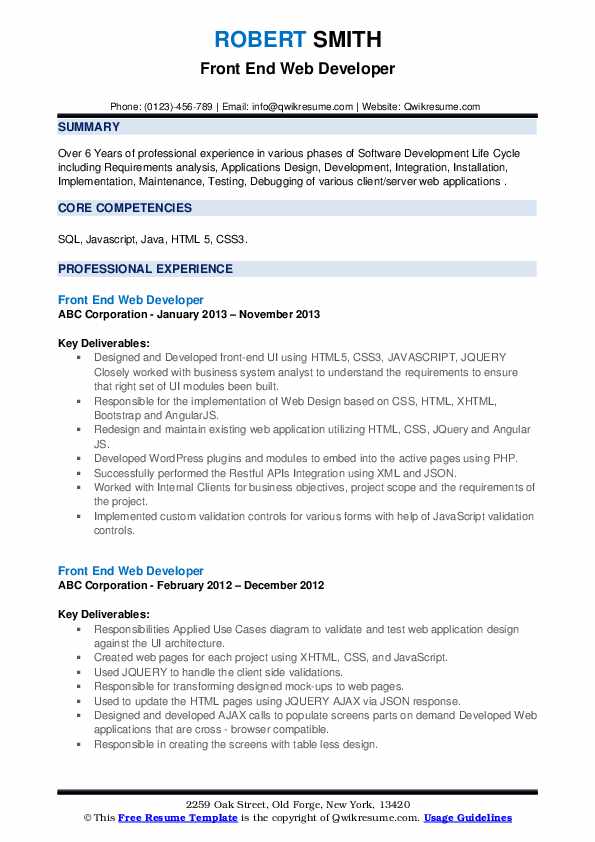 ROBERT SMITH
Front End Web Developer
Phone: (0123)-456-789 | Email: info@qwikresume.com | Website: Qwikresume.com
SUMMARY
Over 6 Years of professional experience in various phases of Software Development Life Cycle
including Requirements analysis, Applications Design, Development, Integration, Installation,
Implementation, Maintenance, Testing, Debugging of various client/server web applications .
CORE COMPETENCIES
SQL, Javascript, Java, HTML 5, CSS3.
PROFESSIONAL EXPERIENCE
Front End Web Developer
ABC Corporation - January 2013 – November 2013
Key Deliverables:
▪ Designed and Developed front-end UI using HTML5, CSS3, JAVASCRIPT, JQUERY
Closely worked with business system analyst to understand the requirements to ensure
that right set of UI modules been built.
▪ Responsible for the implementation of Web Design based on CSS, HTML, XHTML,
Bootstrap and AngularJS.
▪ Redesign and maintain existing web application utilizing HTML, CSS, JQuery and Angular
JS.
▪ Developed WordPress plugins and modules to embed into the active pages using PHP.
▪ Successfully performed the Restful APIs Integration using XML and JSON.
▪ Worked with Internal Clients for business objectives, project scope and the requirements of
the project.
▪ Implemented custom validation controls for various forms with help of JavaScript validation
controls.
Front End Web Developer
ABC Corporation - February 2012 – December 2012
Key Deliverables:
▪ Responsibilities Applied Use Cases diagram to validate and test web application design
against the UI architecture.
▪ Created web pages for each project using XHTML, CSS, and JavaScript.
▪ Used JQUERY to handle the client side validations.
▪ Responsible for transforming designed mock-ups to web pages.
▪ Used to update the HTML pages using JQUERY AJAX via JSON response.
▪ Designed and developed AJAX calls to populate screens parts on demand Developed Web
applications that are cross - browser compatible.
▪ Responsible in creating the screens with table less design.
2259 Oak Street, Old Forge, New York, 13420
© This Free Resume Template is the copyright of Qwikresume.com. Usage Guidelines